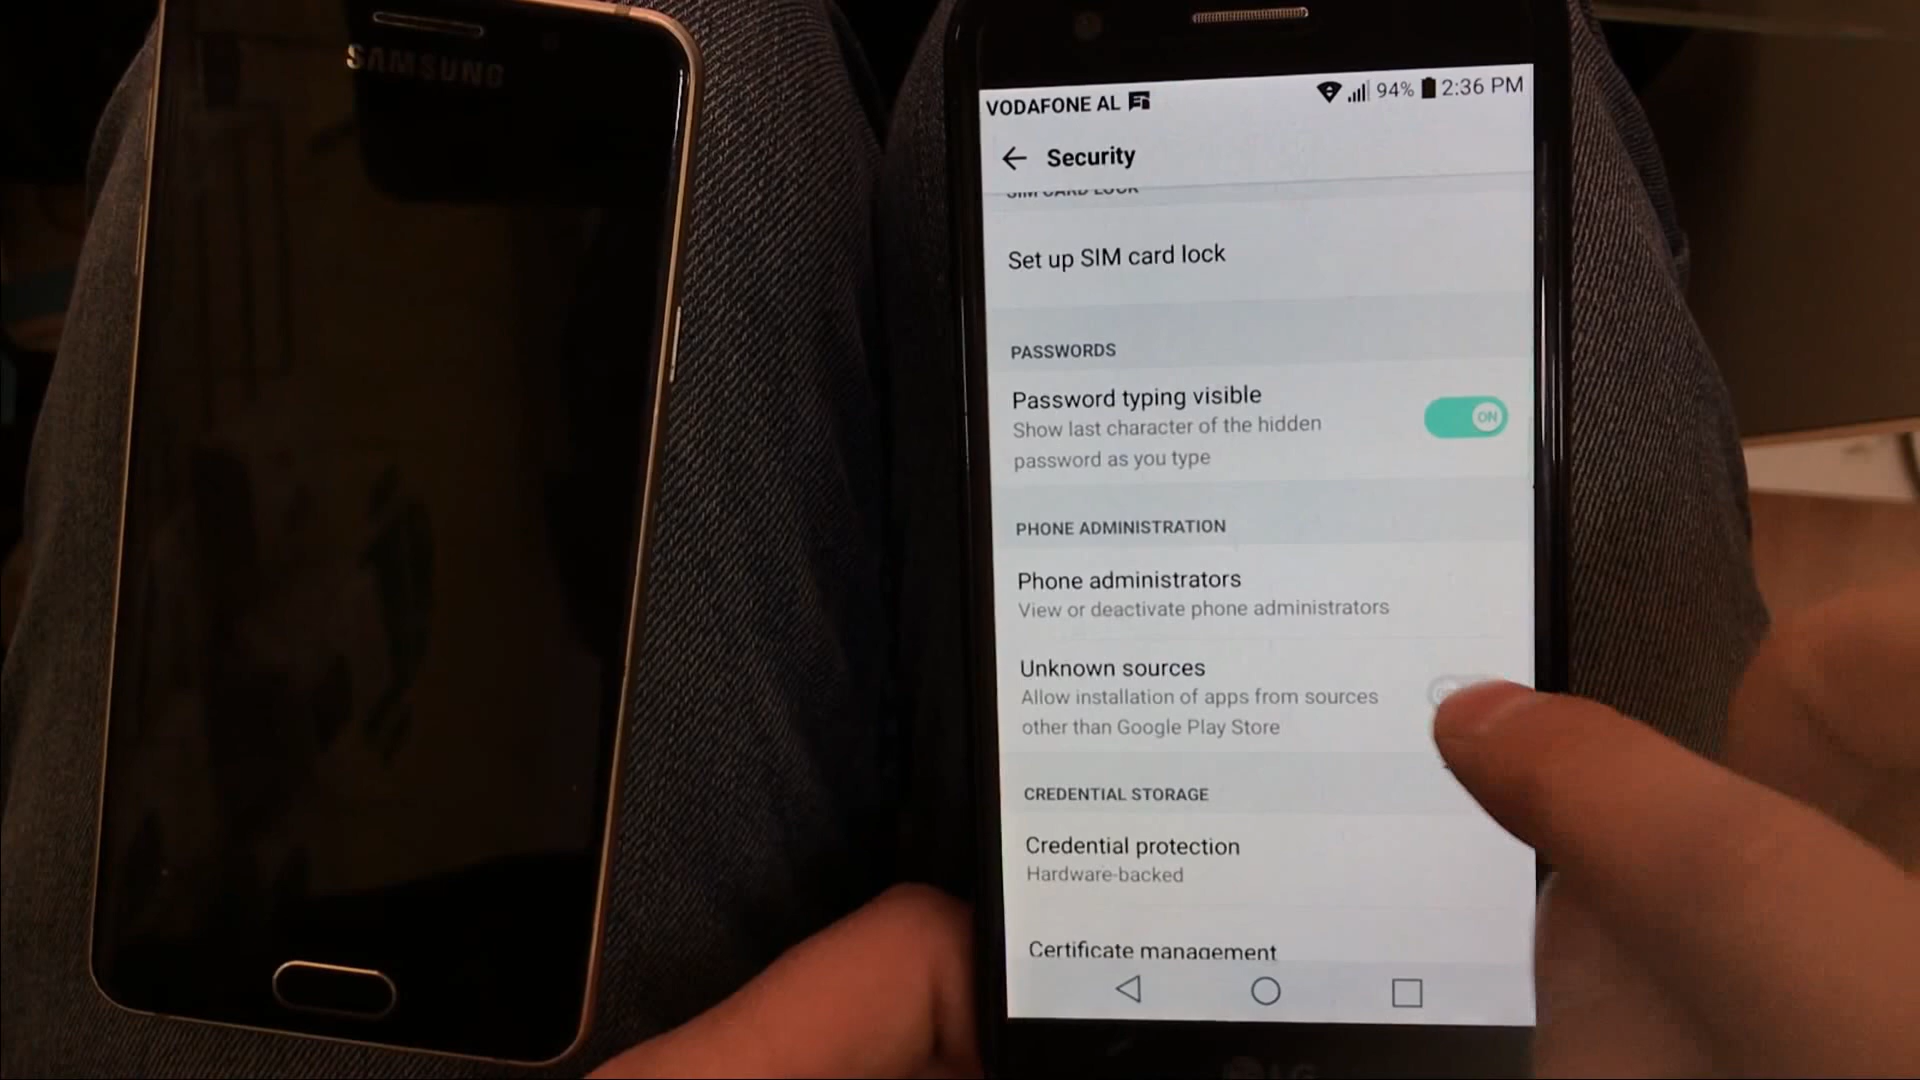 SAMSUNG
VODAFONE AL
94% 2:36 PM
Security
SIM CARD LOCK
Set up SIM card lock
PASSWORDS
Password typing visible
Show last character of the hidden
password as you type
ON
PHONE ADMINISTRATION
Phone administrators
View or deactivate phone administrators
Unknown sources
Allow installation of apps from sources
other than Google Play Store
CREDENTIAL STORAGE
Credential protection
Hardware-backed
Certificate management
LG